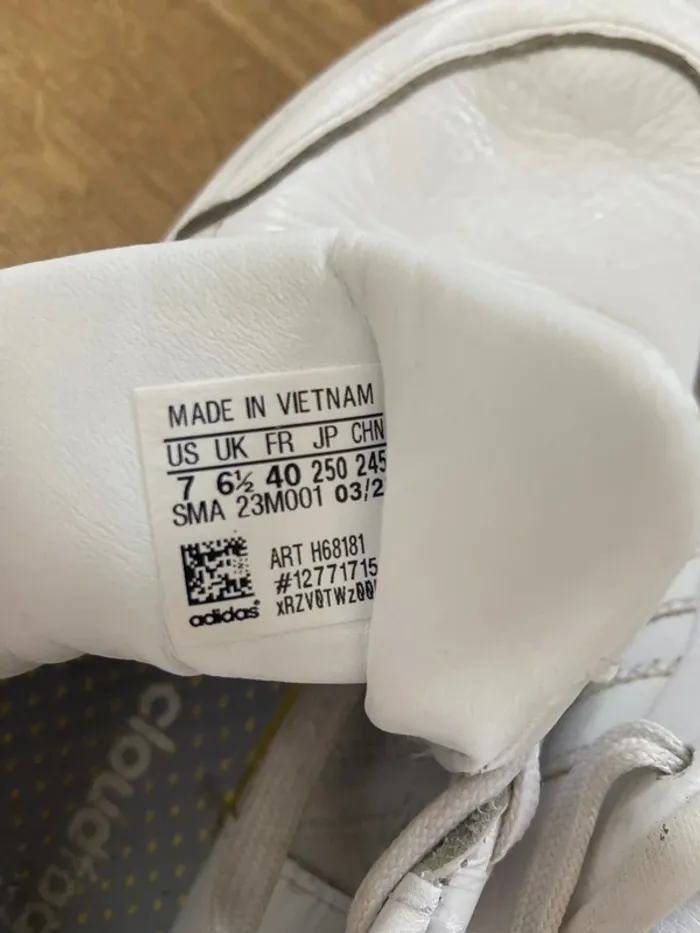 MADE IN VIETNAM
US UK FR JP CHN
7 6½ 40 250 245
SMA 23M001 03/2
ART H68181
#12771715
adidas
cloudfoa